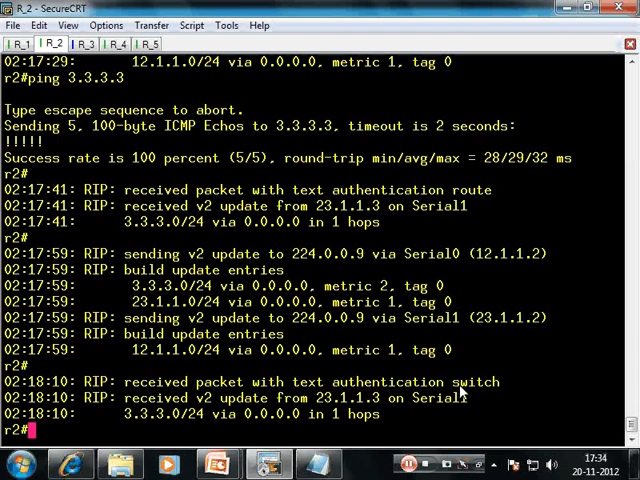 R_2 - SecureCRT
File Edit View Options Transfer Script Tools Help
R_1 R_2 R_3 R_4 R_5
02:17:29: 12.1.1.0/24 via 0.0.0.0, metric 1, tag 0
r2#ping 3.3.3.3
Type escape sequence to abort.
Sending 5, 100-byte ICMP Echos to 3.3.3.3, timeout is 2 seconds:
!!!!!
Success rate is 100 percent (5/5), round-trip min/avg/max = 28/29/32 ms
r2#
02:17:41: RIP: received packet with text authentication route
02:17:41: RIP: received v2 update from 23.1.1.3 on Serial1
02:17:41: 3.3.3.0/24 via 0.0.0.0 in 1 hops
r2#
02:17:59: RIP: sending v2 update to 224.0.0.9 via Serial0 (12.1.1.2)
02:17:59: RIP: build update entries
02:17:59: 3.3.3.0/24 via 0.0.0.0, metric 2, tag 0
02:17:59: 23.1.1.0/24 via 0.0.0.0, metric 1, tag 0
02:17:59: RIP: sending v2 update to 224.0.0.9 via Serial1 (23.1.1.2)
02:17:59: RIP: build update entries
02:17:59: 12.1.1.0/24 via 0.0.0.0, metric 1, tag 0
r2#
02:18:10: RIP: received packet with text authentication switch
02:18:10: RIP: received v2 update from 23.1.1.3 on Serial1
02:18:10: 3.3.3.0/24 via 0.0.0.0 in 1 hops
r2#
17:34
20-11-2012